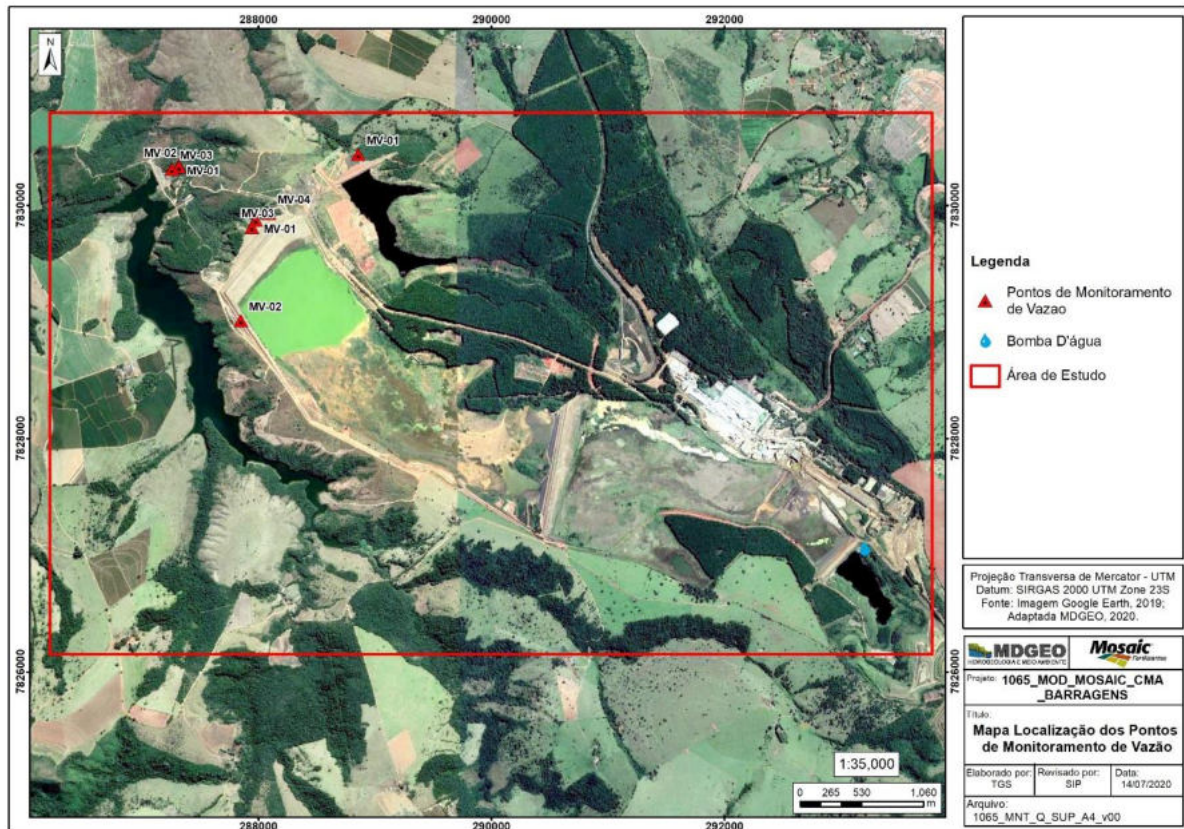 288000
290000
292000
N
MV-01
MV-02
MV-03
MV-01
MV-04
MV-03
MV-01
MV-02
7830000
7828000
7826000
7830000
7828000
7826000
1:35,000
0 265 530 1,060
m
288000
290000
292000
Legenda
Pontos de Monitoramento
de Vazao
Bomba D'água
Área de Estudo
Projeção Transversa de Mercator - UTM
Datum: SIRGAS 2000 UTM Zone 23S
Fonte: Imagem Google Earth, 2019;
Adaptada MDGEO, 2020.
MDGEO
HIDROGEOLOGIA E MEIO AMBIENTE
Mosaic
Fertilizantes
Projeto: 1065_MOD_MOSAIC_CMA
_BARRAGENS
Título:
Mapa Localização dos Pontos
de Monitoramento de Vazão
Elaborado por:
TGS
Revisado por:
SIP
Data:
14/07/2020
Arquivo:
1065_MNT_Q_SUP_A4_v00